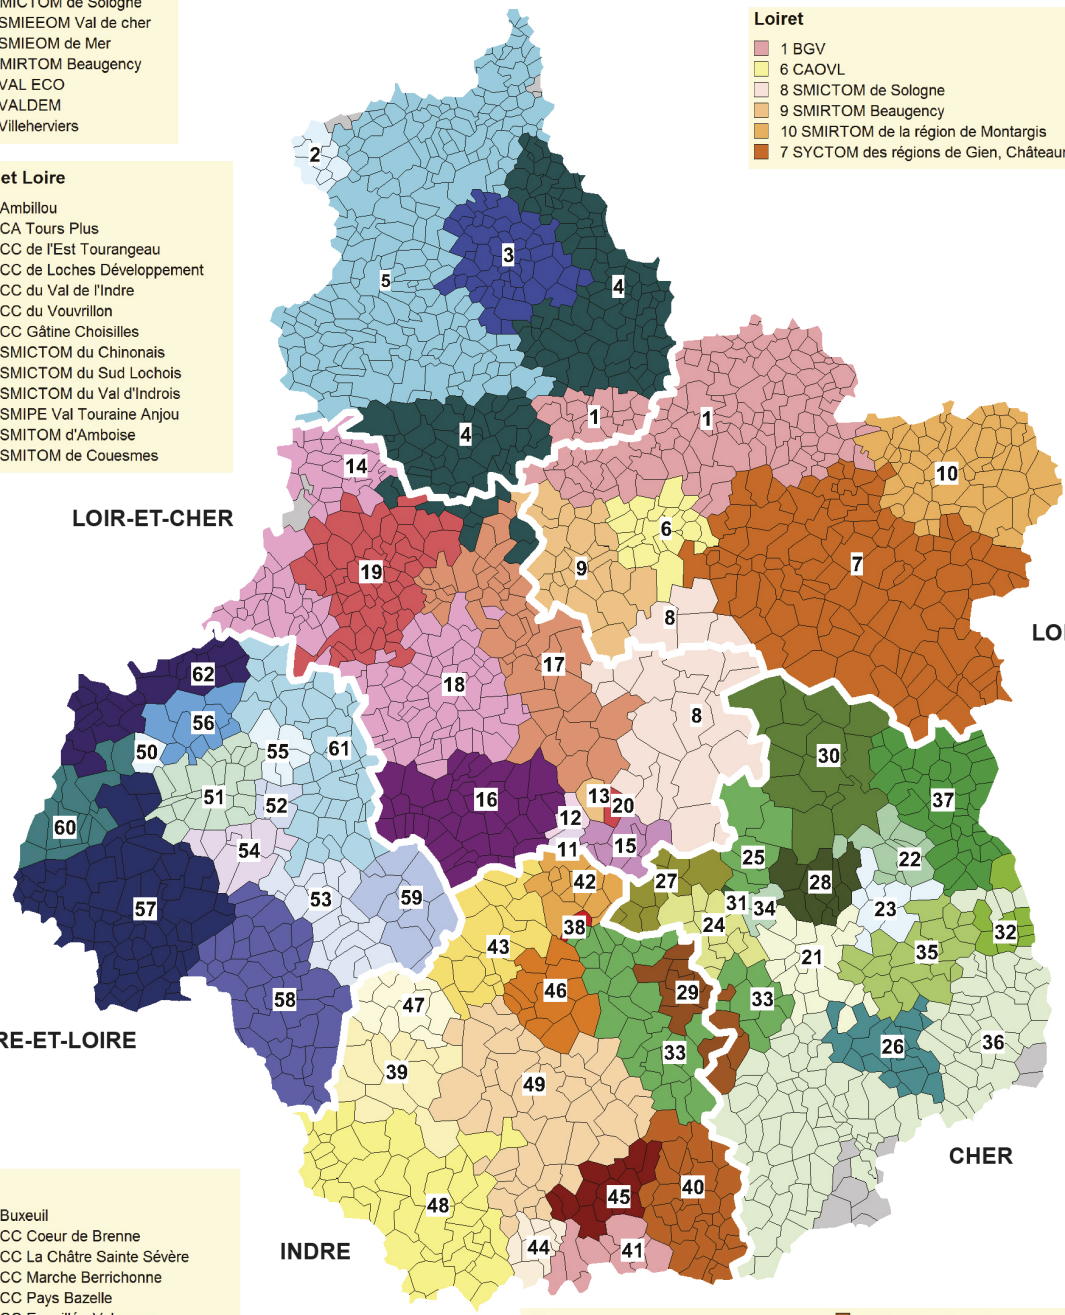 MICTOM de Sologne
SMIEEOM Val de cher
SMIEOM de Mer
MIRTOM Beaugency
VAL ECO
VALDEM
Villeherviers
Loiret
1 BGV
6 CAOVL
8 SMICTOM de Sologne
9 SMIRTOM Beaugency
10 SMIRTOM de la région de Montargis
7 SYCTOM des régions de Gien, Châteaun
et Loire
Ambillou
CA Tours Plus
CC de l'Est Tourangeau
CC de Loches Développement
CC du Val de l'Indre
CC du Vouvrillon
CC Gâtine Choisilles
SMICTOM du Chinonais
SMICTOM du Sud Lochois
SMICTOM du Val d'Indrois
SMIPE Val Touraine Anjou
SMITOM d'Amboise
SMITOM de Couesmes
2
3
5
4
1
1
4
14
10
LOIR-ET-CHER
6
7
9
19
8
LOI
17
62
18
8
56
50
55
61
30
51
52
16
13
20
37
60
12
54
11
15
25
22
42
27
28
57
53
59
31
34
23
38
24
32
43
35
21
46
29
58
47
33
RE-ET-LOIRE
26
36
33
39
49
CHER
40
45
48
44
41
INDRE
Buxeuil
CC Coeur de Brenne
CC La Châtre Sainte Sévère
CC Marche Berrichonne
CC Pays Bazelle